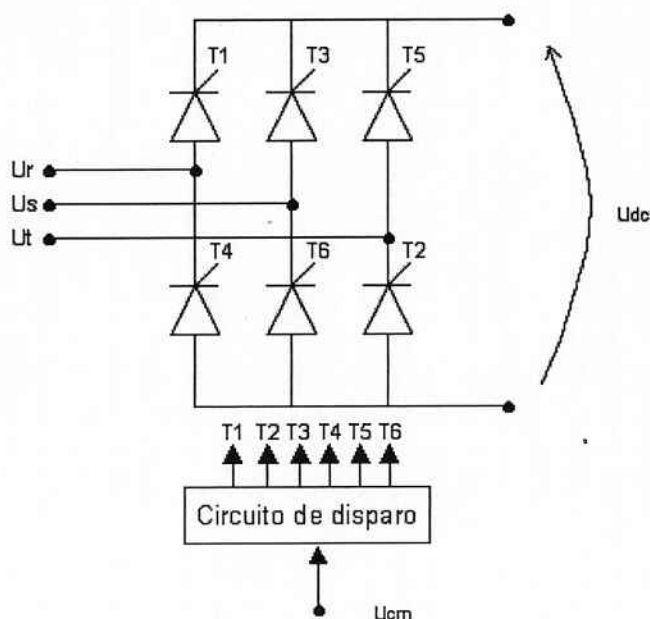 T1 T3 T5
Ur
Us
Ut
T4 T6 T2
Udc
T1 T2 T3 T4 T5 T6
Circuito de disparo
Ucm